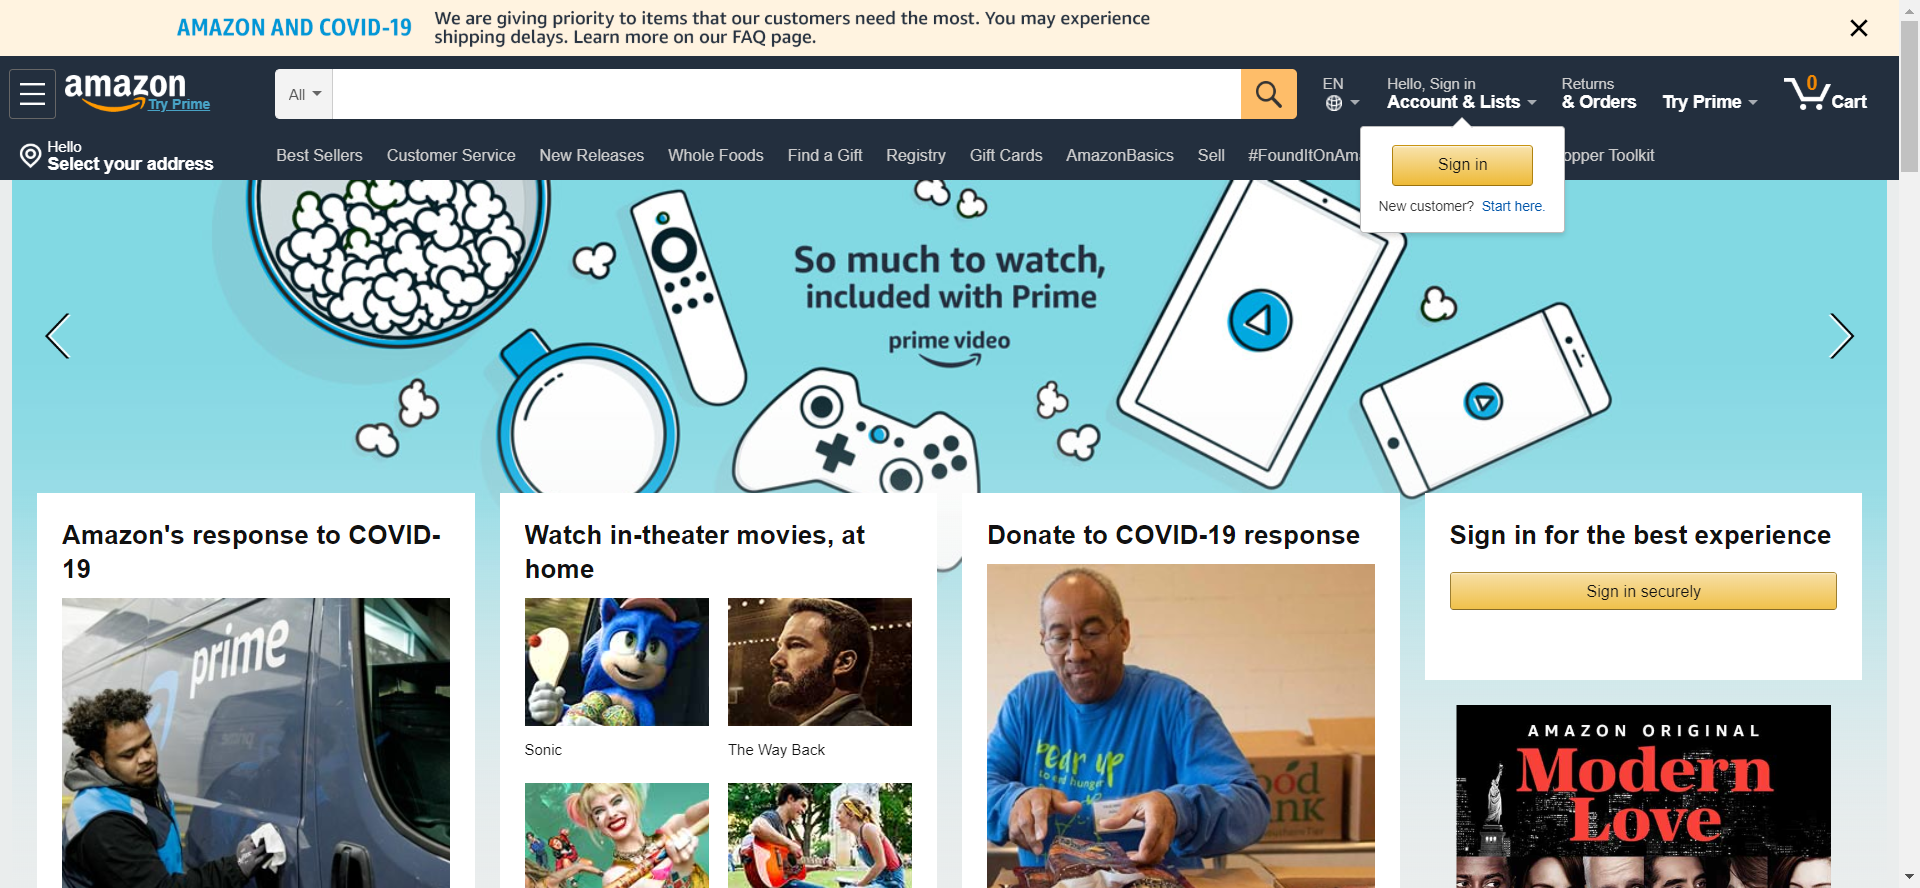 AMAZON AND COVID-19
We are giving priority to items that our customers need the most. You may experience
shipping delays. Learn more on our FAQ page.
amazon
Try Prime
All
EN
Hello, Sign in
Account & Lists
Returns
& Orders
Try Prime
0
Cart
Hello
Select your address
Best Sellers
Customer Service
New Releases
Whole Foods
Find a Gift
Registry
Gift Cards
AmazonBasics
Sell
#FoundItOnAm
opper Toolkit
Sign in
New customer? Start here.
So much to watch,
included with Prime
prime video
Amazon's response to COVID-
19
prime
Watch in-theater movies, at
home
Sonic
The Way Back
Donate to COVID-19 response
to end hunger
Sign in for the best experience
Sign in securely
AMAZON ORIGINAL
Modern
Love